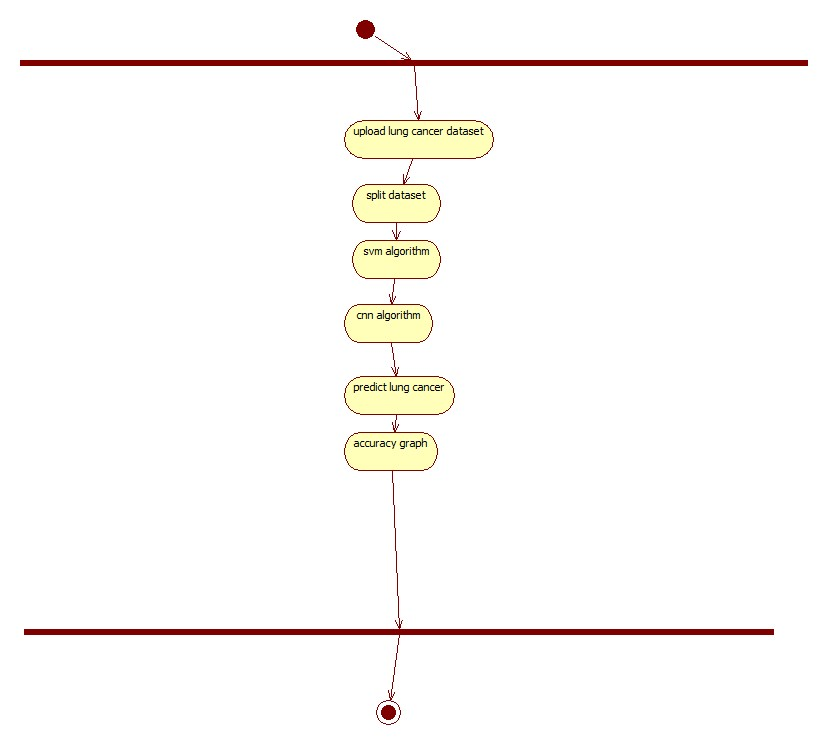 upload lung cancer dataset
split dataset
svm algorithm
cnn algorithm
predict lung cancer
accuracy graph